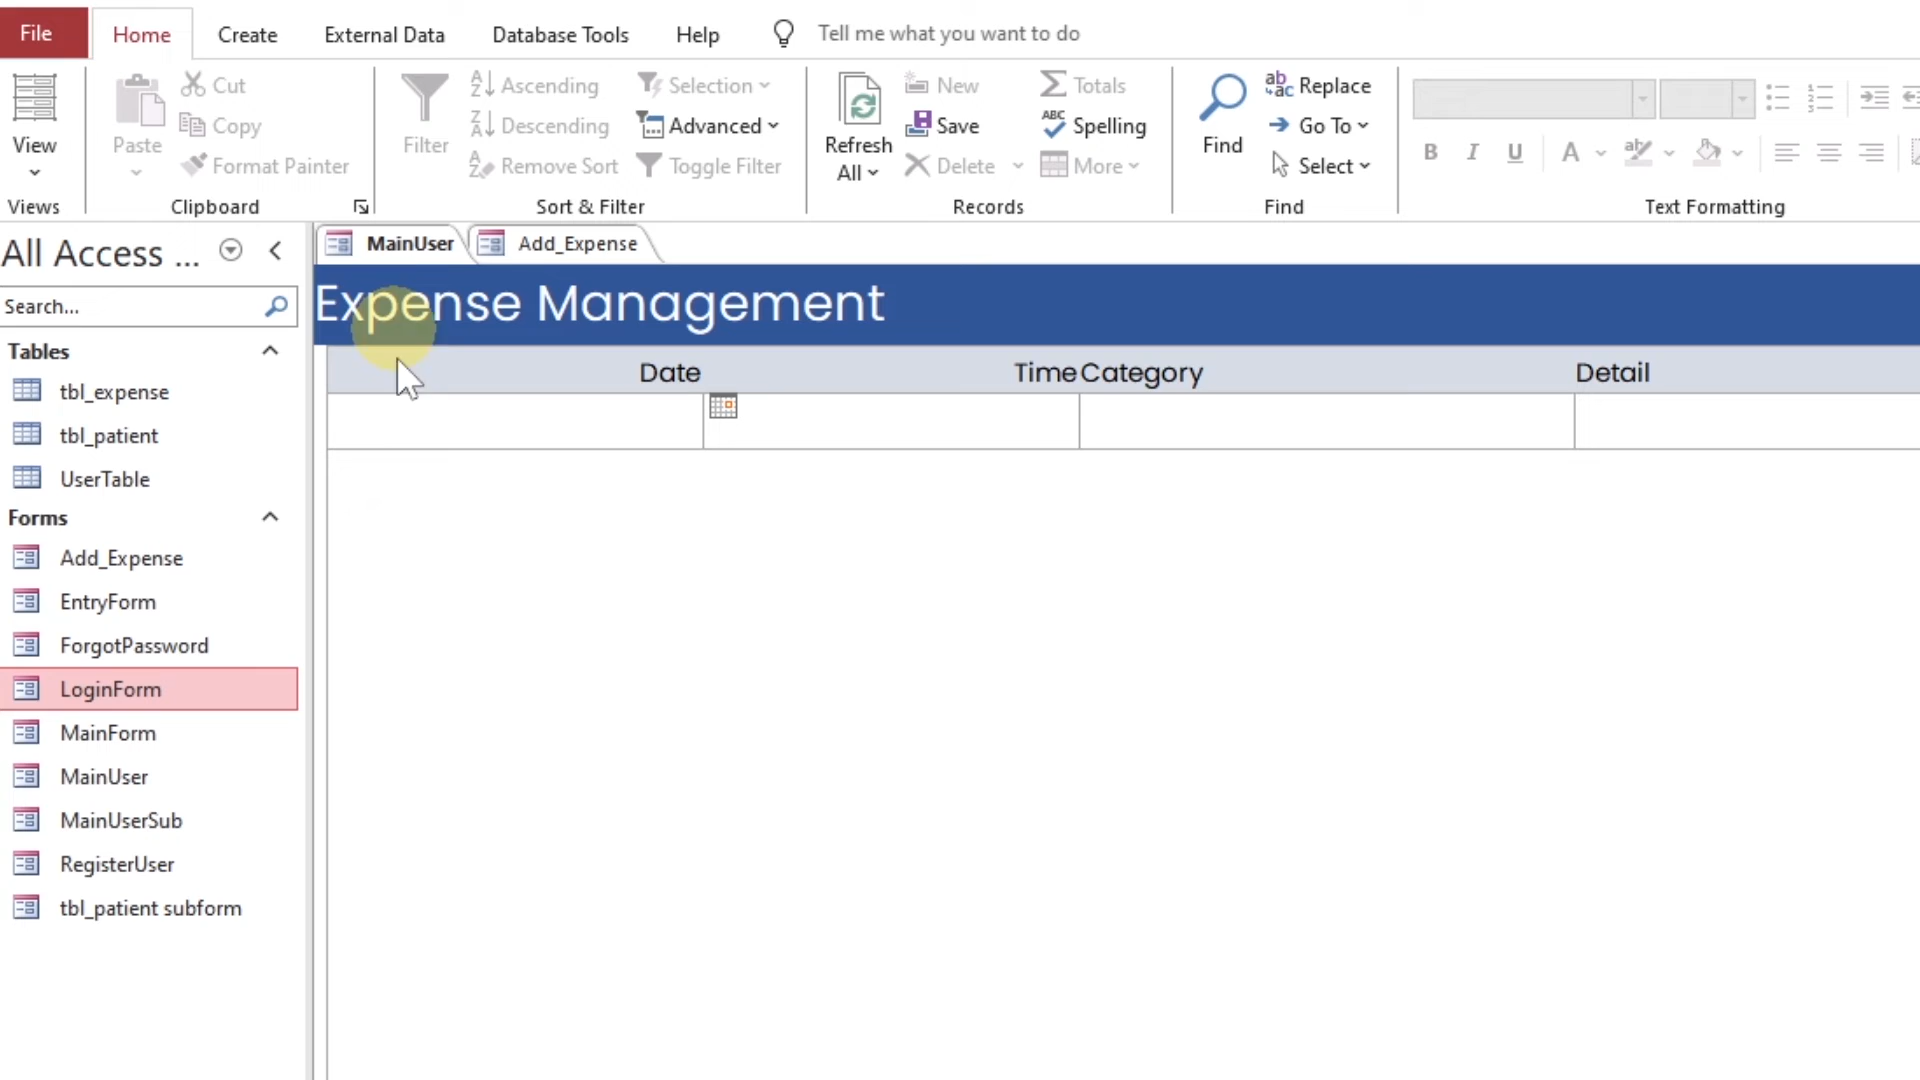 File Home Create External Data Database Tools Help Tell me what you want to do
View
Views
Paste
Cut
Copy
Format Painter
Clipboard
Filter
Ascending
Descending
Remove Sort
Selection
Advanced
Toggle Filter
Sort & Filter
Refresh
All
New
Save
Delete
Totals
Spelling
More
Records
Find
Replace
Go To
Select
Find
B I U A
Text Formatting
All Access ...
Search...
Tables
tbl_expense
tbl_patient
UserTable
Forms
Add_Expense
EntryForm
ForgotPassword
LoginForm
MainForm
MainUser
MainUserSub
RegisterUser
tbl_patient subform
MainUser Add_Expense
Expense Management
Date Time Category Detail